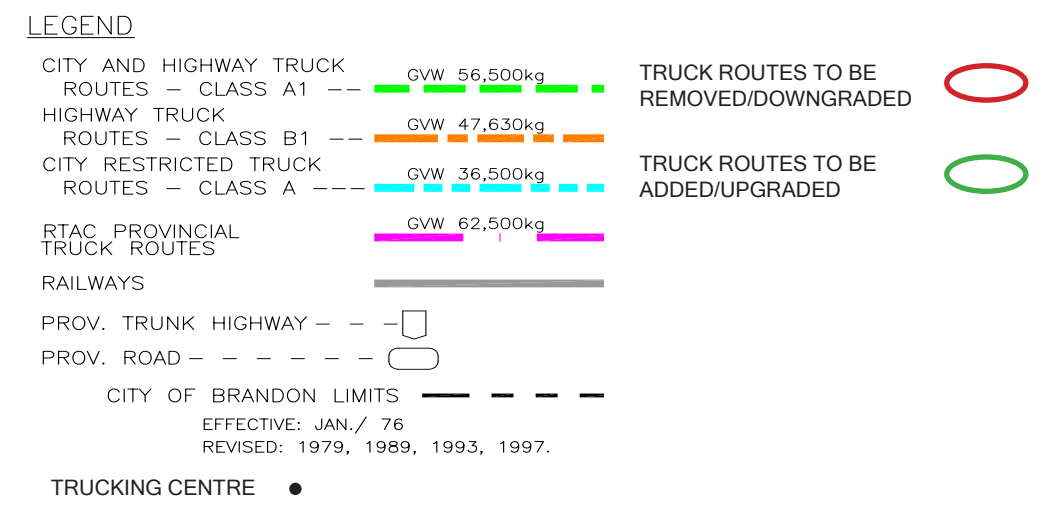 LEGEND
CITY AND HIGHWAY TRUCK
ROUTES – CLASS A1 –– GVW 56,500kg
HIGHWAY TRUCK
ROUTES – CLASS B1 –– GVW 47,630kg
CITY RESTRICTED TRUCK
ROUTES – CLASS A ––– GVW 36,500kg
RTAC PROVINCIAL GVW 62,500kg
TRUCK ROUTES
RAILWAYS
PROV. TRUNK HIGHWAY – – –
PROV. ROAD – – – – – –
CITY OF BRANDON LIMITS
EFFECTIVE: JAN./ 76
REVISED: 1979, 1989, 1993, 1997.
TRUCKING CENTRE
TRUCK ROUTES TO BE
REMOVED/DOWNGRADED
TRUCK ROUTES TO BE
ADDED/UPGRADED